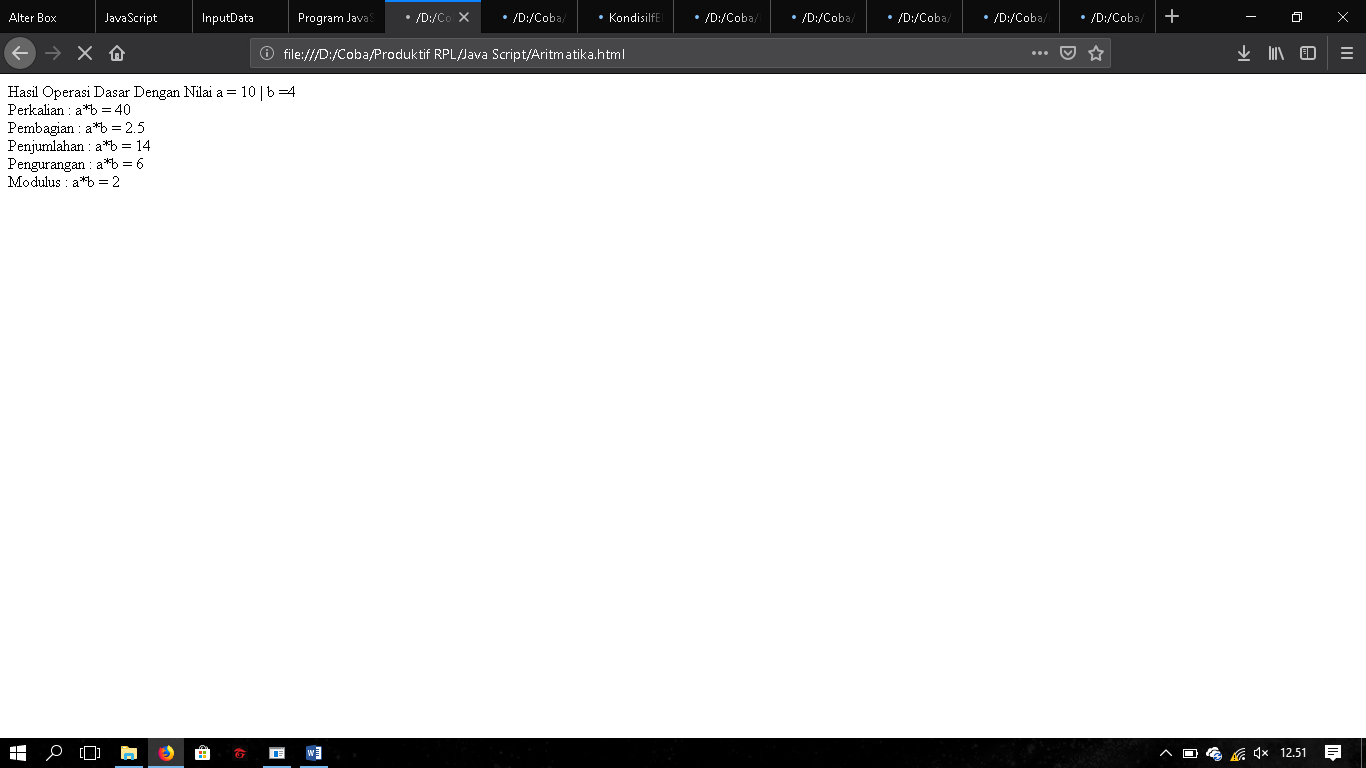 Alter Box
JavaScript
InputData
Program JavaS
/D:/Co
/D:/Coba/
KondisiIfE
/D:/Coba/
/D:/Coba/
/D:/Coba/
/D:/Coba/
/D:/Coba/
file:///D:/Coba/Produktif RPL/Java Script/Aritmatika.html
Hasil Operasi Dasar Dengan Nilai a = 10 | b =4
Perkalian : a*b = 40
Pembagian : a*b = 2.5
Penjumlahan : a*b = 14
Pengurangan : a*b = 6
Modulus : a*b = 2
12.51